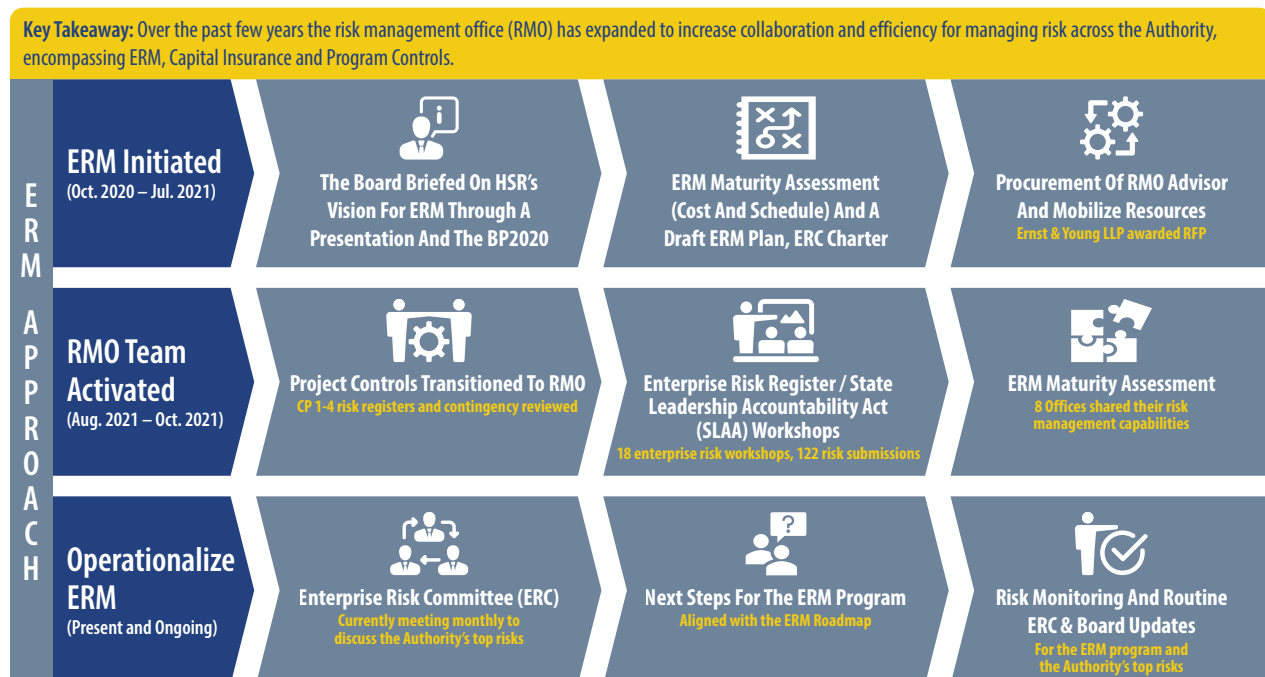 Key Takeaway: Over the past few years the risk management office (RMO) has expanded to increase collaboration and efficiency for managing risk across the Authority,
encompassing ERM, Capital Insurance and Program Controls.
ERM APPROACH
ERM Initiated
(Oct. 2020 – Jul. 2021)
i
The Board Briefed On HSR's
Vision For ERM Through A
Presentation And The BP2020
ERM Maturity Assessment
(Cost And Schedule) And A
Draft ERM Plan, ERC Charter
Procurement Of RMO Advisor
And Mobilize Resources
Ernst & Young LLP awarded RFP
RMO Team
Activated
(Aug. 2021 – Oct. 2021)
Project Controls Transitioned To RMO
CP 1-4 risk registers and contingency reviewed
Enterprise Risk Register / State
Leadership Accountability Act
(SLAA) Workshops
18 enterprise risk workshops, 122 risk submissions
ERM Maturity Assessment
8 Offices shared their risk
management capabilities
Operationalize
ERM
(Present and Ongoing)
Enterprise Risk Committee (ERC)
Currently meeting monthly to
discuss the Authority's top risks
?
Next Steps For The ERM Program
Aligned with the ERM Roadmap
Risk Monitoring And Routine
ERC & Board Updates
For the ERM program and
the Authority's top risks